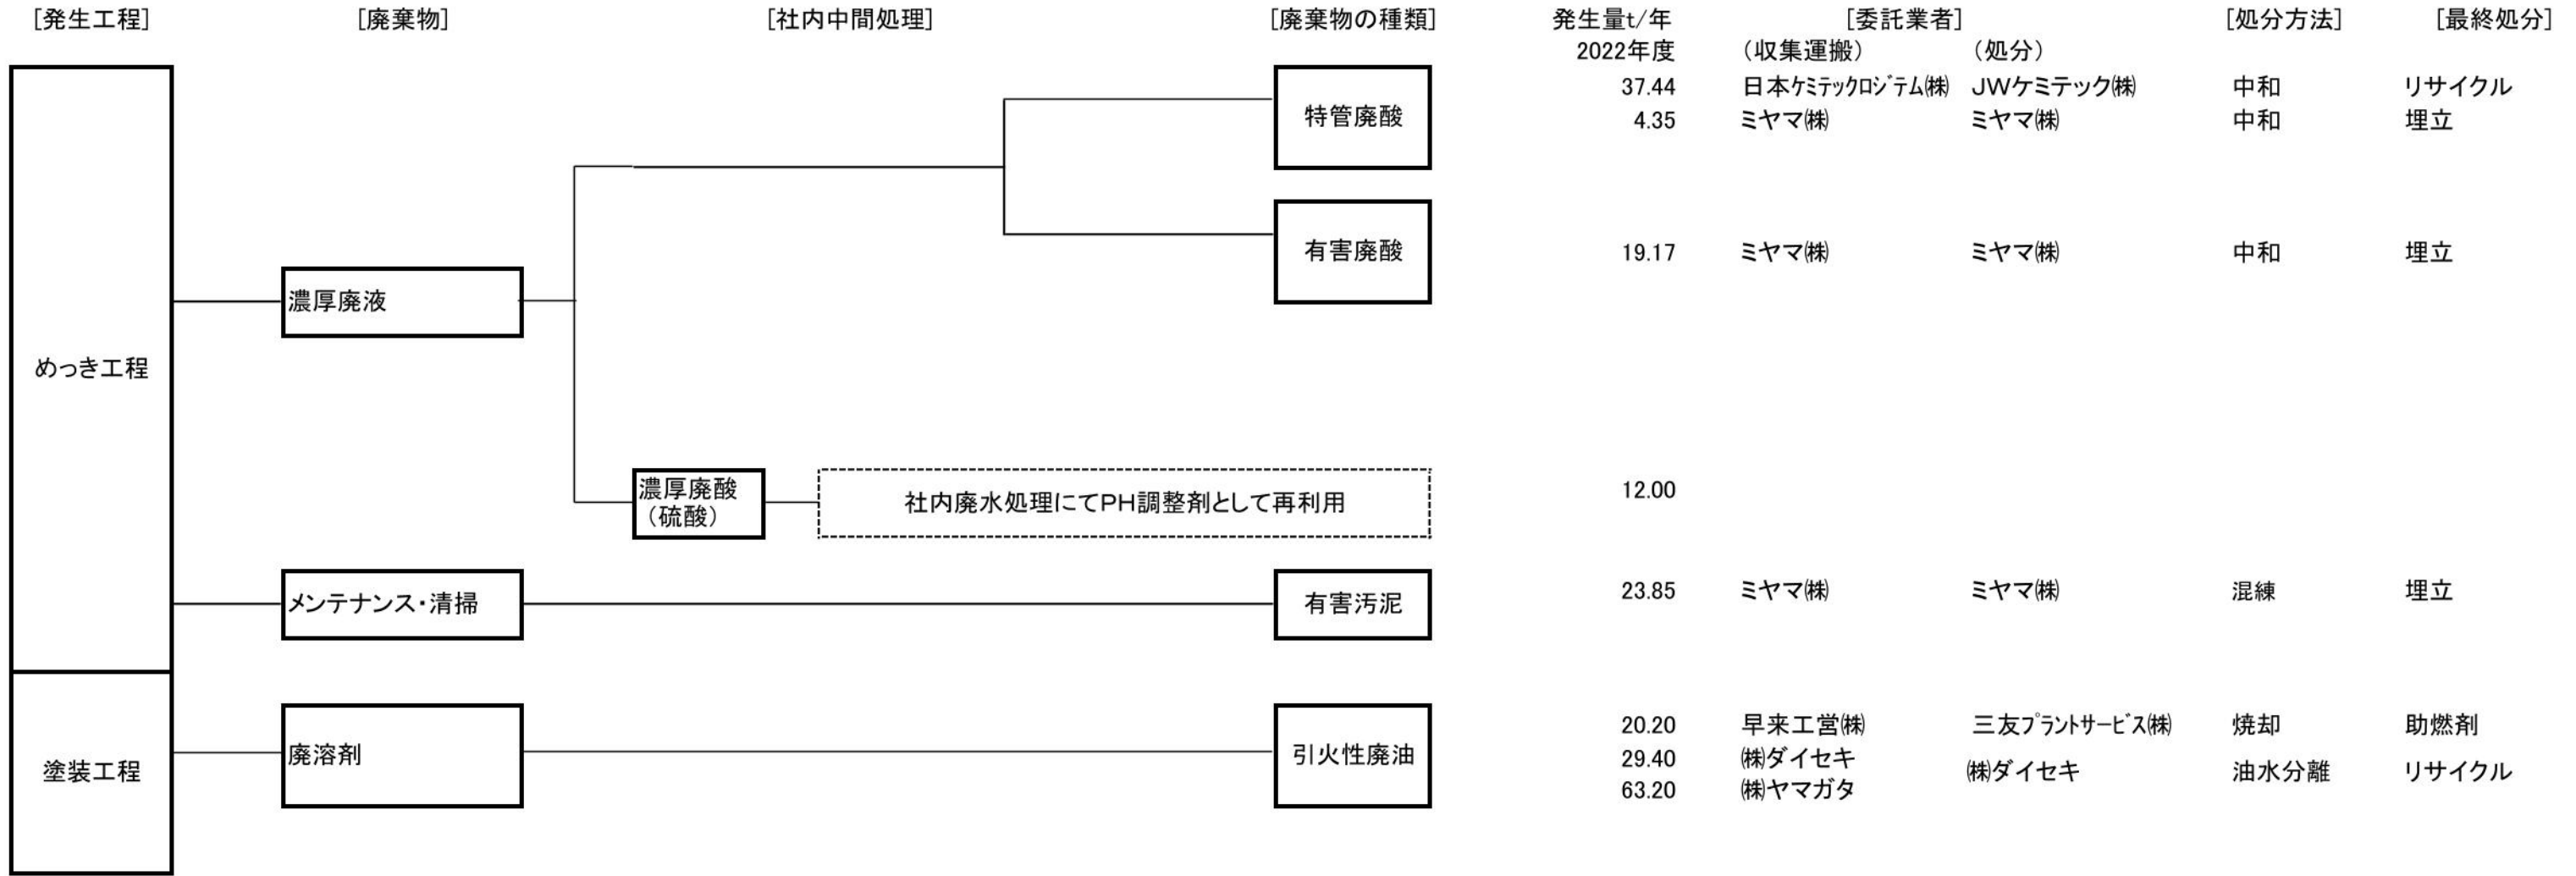 [発生工程] [廃棄物] [社内中間処理] [廃棄物の種類] 発生量t/年 [委託業者] [処分方法] [最終処分]
2022年度 （収集運搬） （処分）
37.44 日本ｹﾐﾃｯｸﾛｼﾞﾃﾑ㈱ JWケミテック㈱ 中和 リサイクル
特管廃酸
4.35 ミヤマ㈱ ミヤマ㈱ 中和 埋立
有害廃酸 19.17 ミヤマ㈱ ミヤマ㈱ 中和 埋立
濃厚廃液
めっき工程
濃厚廃酸
（硫酸）
社内廃水処理にてPH調整剤として再利用 12.00
メンテナンス・清掃 有害汚泥 23.85 ミヤマ㈱ ミヤマ㈱ 混練 埋立
20.20 早来工営㈱ 三友ﾌﾟﾗﾝﾄｻｰﾋﾞｽ㈱ 焼却 助燃剤
廃溶剤 引火性廃油 29.40 ㈱ダイセキ
塗装工程 ㈱ダイセキ 油水分離 リサイクル
63.20 ㈱ヤマガタ